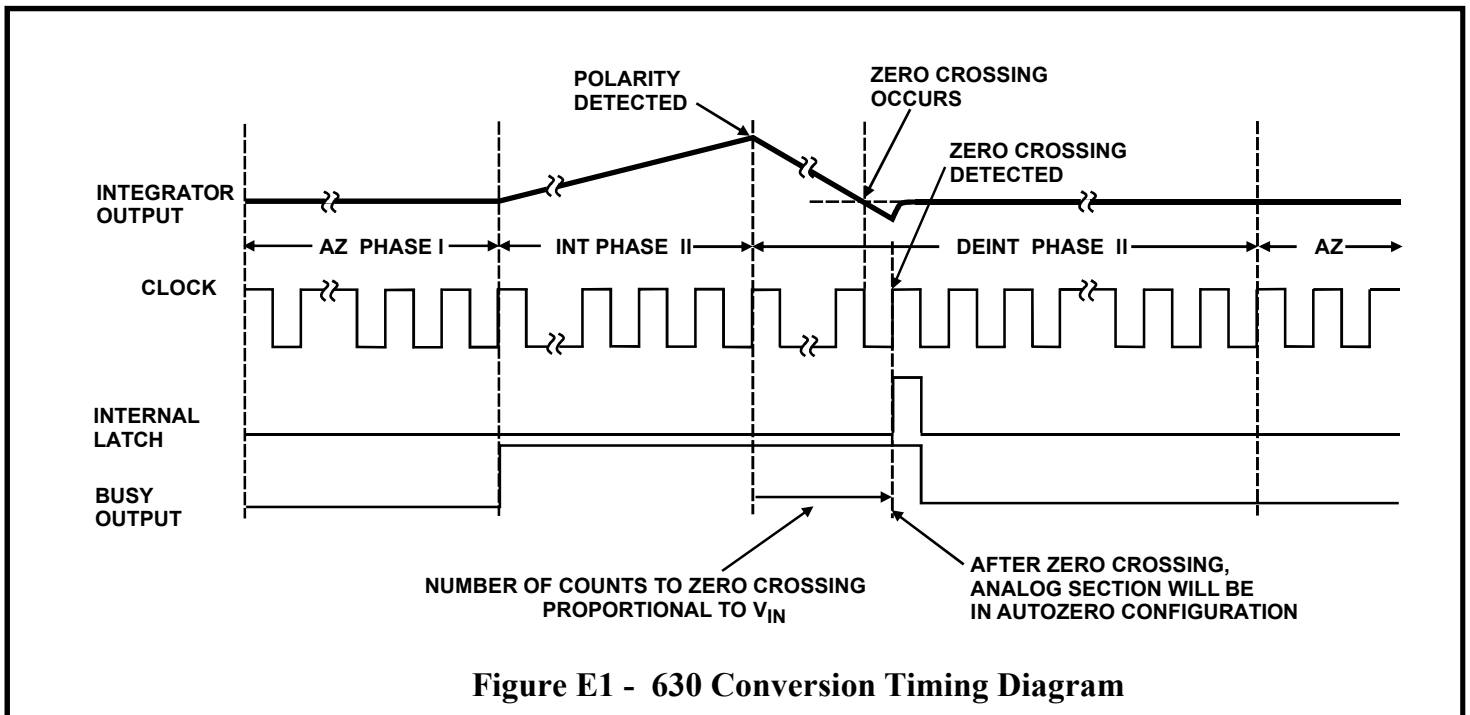 POLARITY
DETECTED
ZERO CROSSING
OCCURS
ZERO CROSSING
DETECTED
INTEGRATOR
OUTPUT
AZ PHASE I
INT PHASE II
DEINT PHASE II
AZ
CLOCK
INTERNAL
LATCH
BUSY
OUTPUT
NUMBER OF COUNTS TO ZERO CROSSING
PROPORTIONAL TO VIN
AFTER ZERO CROSSING,
ANALOG SECTION WILL BE
IN AUTOZERO CONFIGURATION
Figure E1 - 630 Conversion Timing Diagram